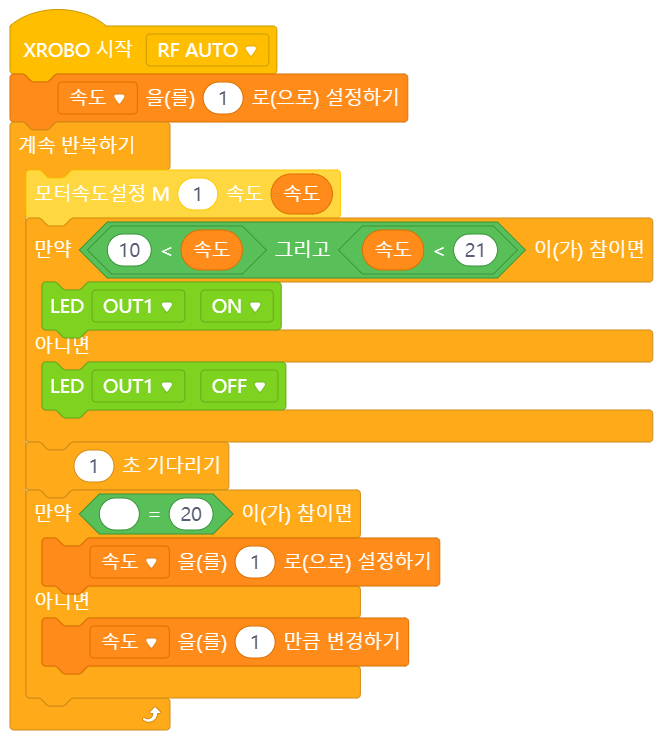 XROBO 시작 RF AUTO
속도 을(를) 1 로(으로) 설정하기
계속 반복하기
모터속도설정 M 1 속도 속도
만약 10 < 속도 그리고 속도 < 21 이(가) 참이면
LED OUT1 ON
아니면
LED OUT1 OFF
1 초 기다리기
만약 = 20 이(가) 참이면
속도 을(를) 1 로(으로) 설정하기
아니면
속도 을(를) 1 만큼 변경하기